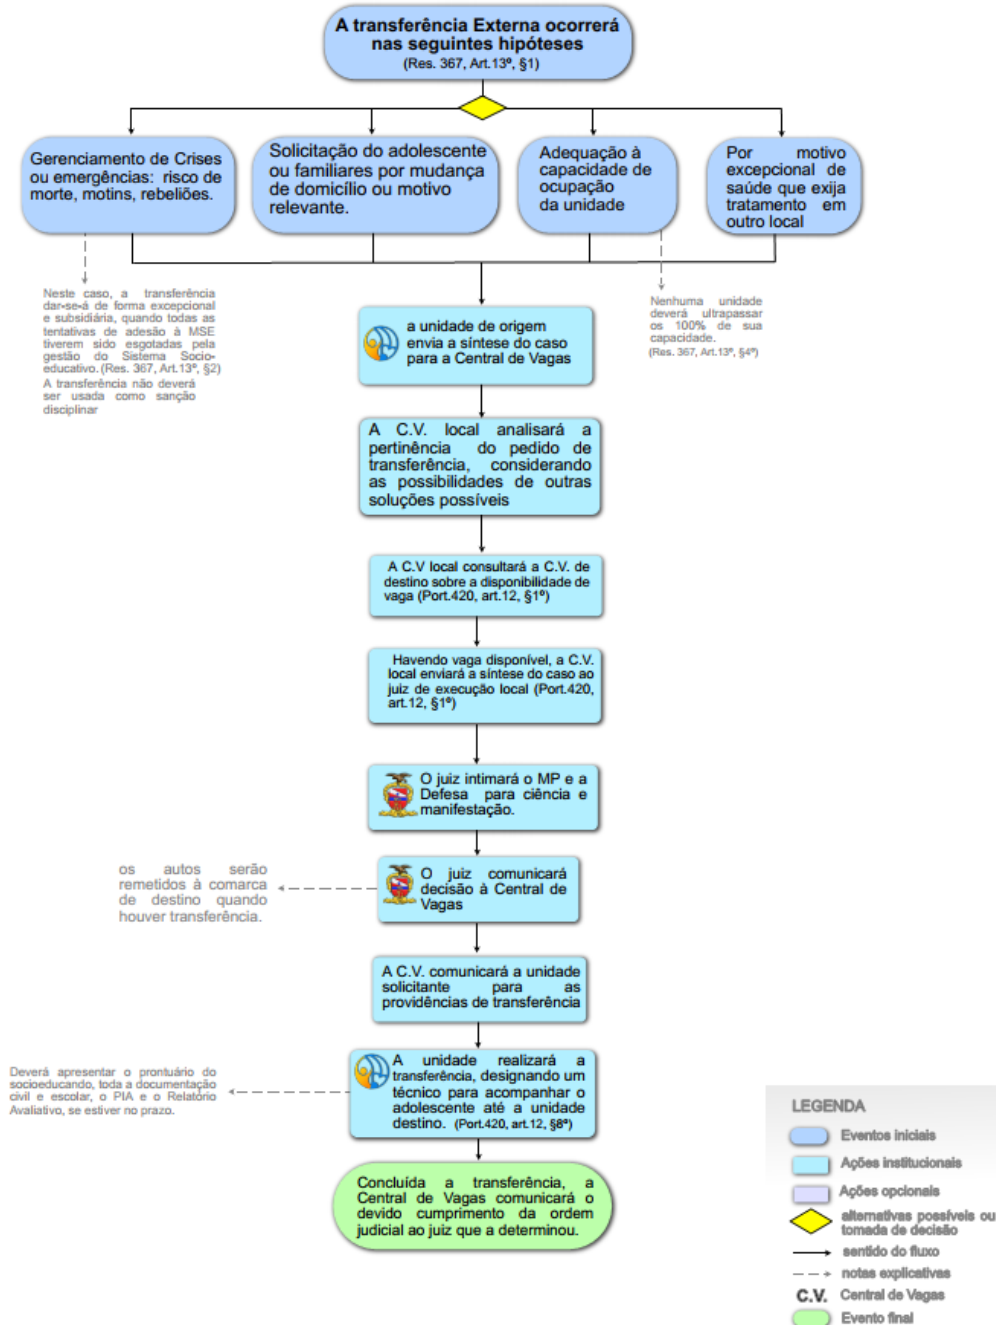 A transferência Externa ocorrerá
nas seguintes hipóteses
(Res. 367, Art.13º, §1)
Gerenciamento de Crises
ou emergências: risco de
morte, motins, rebeliões.
Solicitação do adolescente
ou familiares por mudança
de domicílio ou motivo
relevante.
Adequação à
capacidade de
ocupação
da unidade
Por motivo
excepcional de
saúde que exija
tratamento em
outro local
Neste caso, a transferência
dar-se-á de forma excepcional
e subsidiária, quando todas as
tentativas de adesão à MSE
tiverem sido esgotadas pela
gestão do Sistema Socio-
educativo. (Res. 367, Art.13º, §2)
A transferência não deverá
ser usada como sanção
disciplinar
Nenhuma unidade
deverá ultrapassar
os 100% de sua
capacidade.
(Res. 367, Art.13º, §4º)
a unidade de origem
envia a síntese do caso
para a Central de Vagas
A C.V. local analisará a
pertinência do pedido de
transferência, considerando
as possibilidades de outras
soluções possíveis
A C.V local consultará a C.V. de
destino sobre a disponibilidade de
vaga (Port.420, art.12, §1º)
Havendo vaga disponível, a C.V.
local enviará a síntese do caso ao
juiz de execução local (Port.420,
art.12, §1º)
O juiz intimará o MP e a
Defesa para ciência e
manifestação.
O juiz comunicará
decisão à Central de
Vagas
os autos serão
remetidos à comarca
de destino quando
houver transferência.
A C.V. comunicará a unidade
solicitante para as
providências de transferência
A unidade realizará a
transferência, designando um
técnico para acompanhar o
adolescente até a unidade
destino. (Port.420, art.12, §8º)
Deverá apresentar o prontuário do
socioeducando, toda a documentação
civil e escolar, o PIA e o Relatório
Avaliativo, se estiver no prazo.
Concluída a transferência, a
Central de Vagas comunicará o
devido cumprimento da ordem
judicial ao juiz que a determinou.
LEGENDA
Eventos iniciais
Ações institucionais
Ações opcionais
alternativas possíveis ou
tomada de decisão
sentido do fluxo
notas explicativas
C.V. Central de Vagas
Evento final